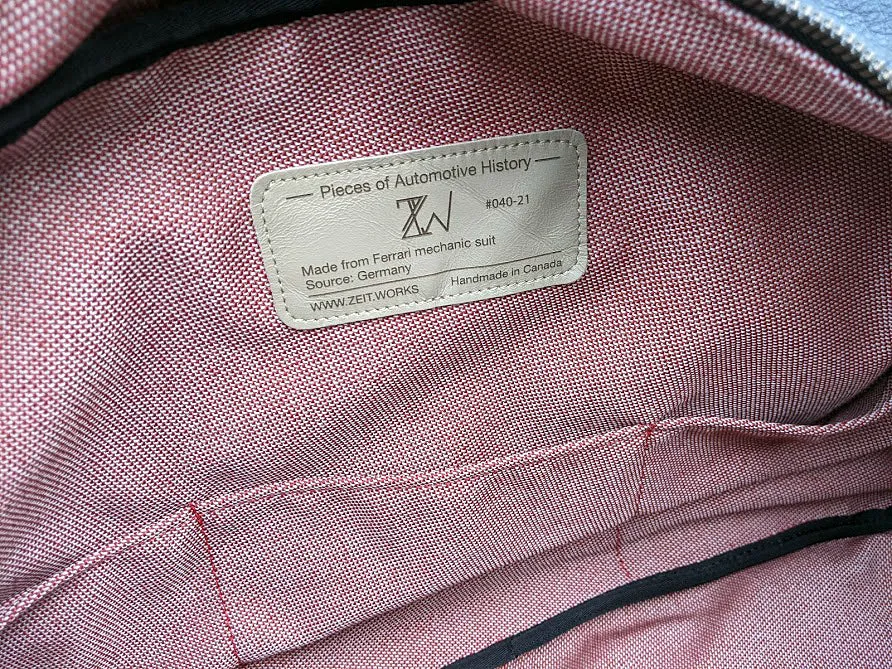 Pieces of Automotive History
ZW
#040-21
Made from Ferrari mechanic suit
Source: Germany
Handmade in Canada
WWW.ZEIT.WORKS